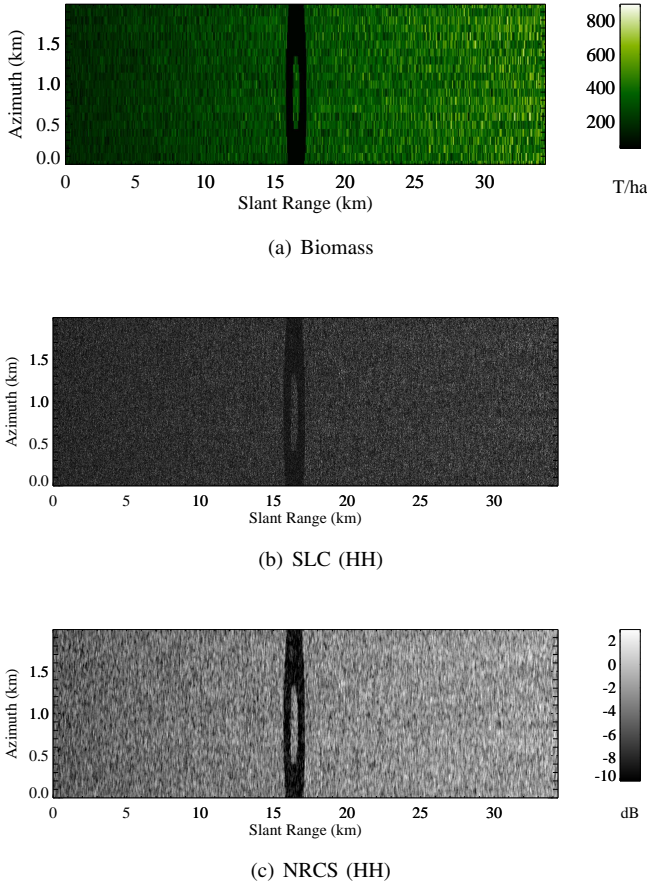 800
600
400
200
T/ha
Azimuth (km)
1.5
1.0
0.5
0.0
0 5 10 15 20 25 30
Slant Range (km)
(a) Biomass
Azimuth (km)
1.5
1.0
0.5
0.0
0 5 10 15 20 25 30
Slant Range (km)
(b) SLC (HH)
Azimuth (km)
1.5
1.0
0.5
0.0
0 5 10 15 20 25 30
Slant Range (km)
2
0
-2
-4
-6
-8
-10
dB
(c) NRCS (HH)